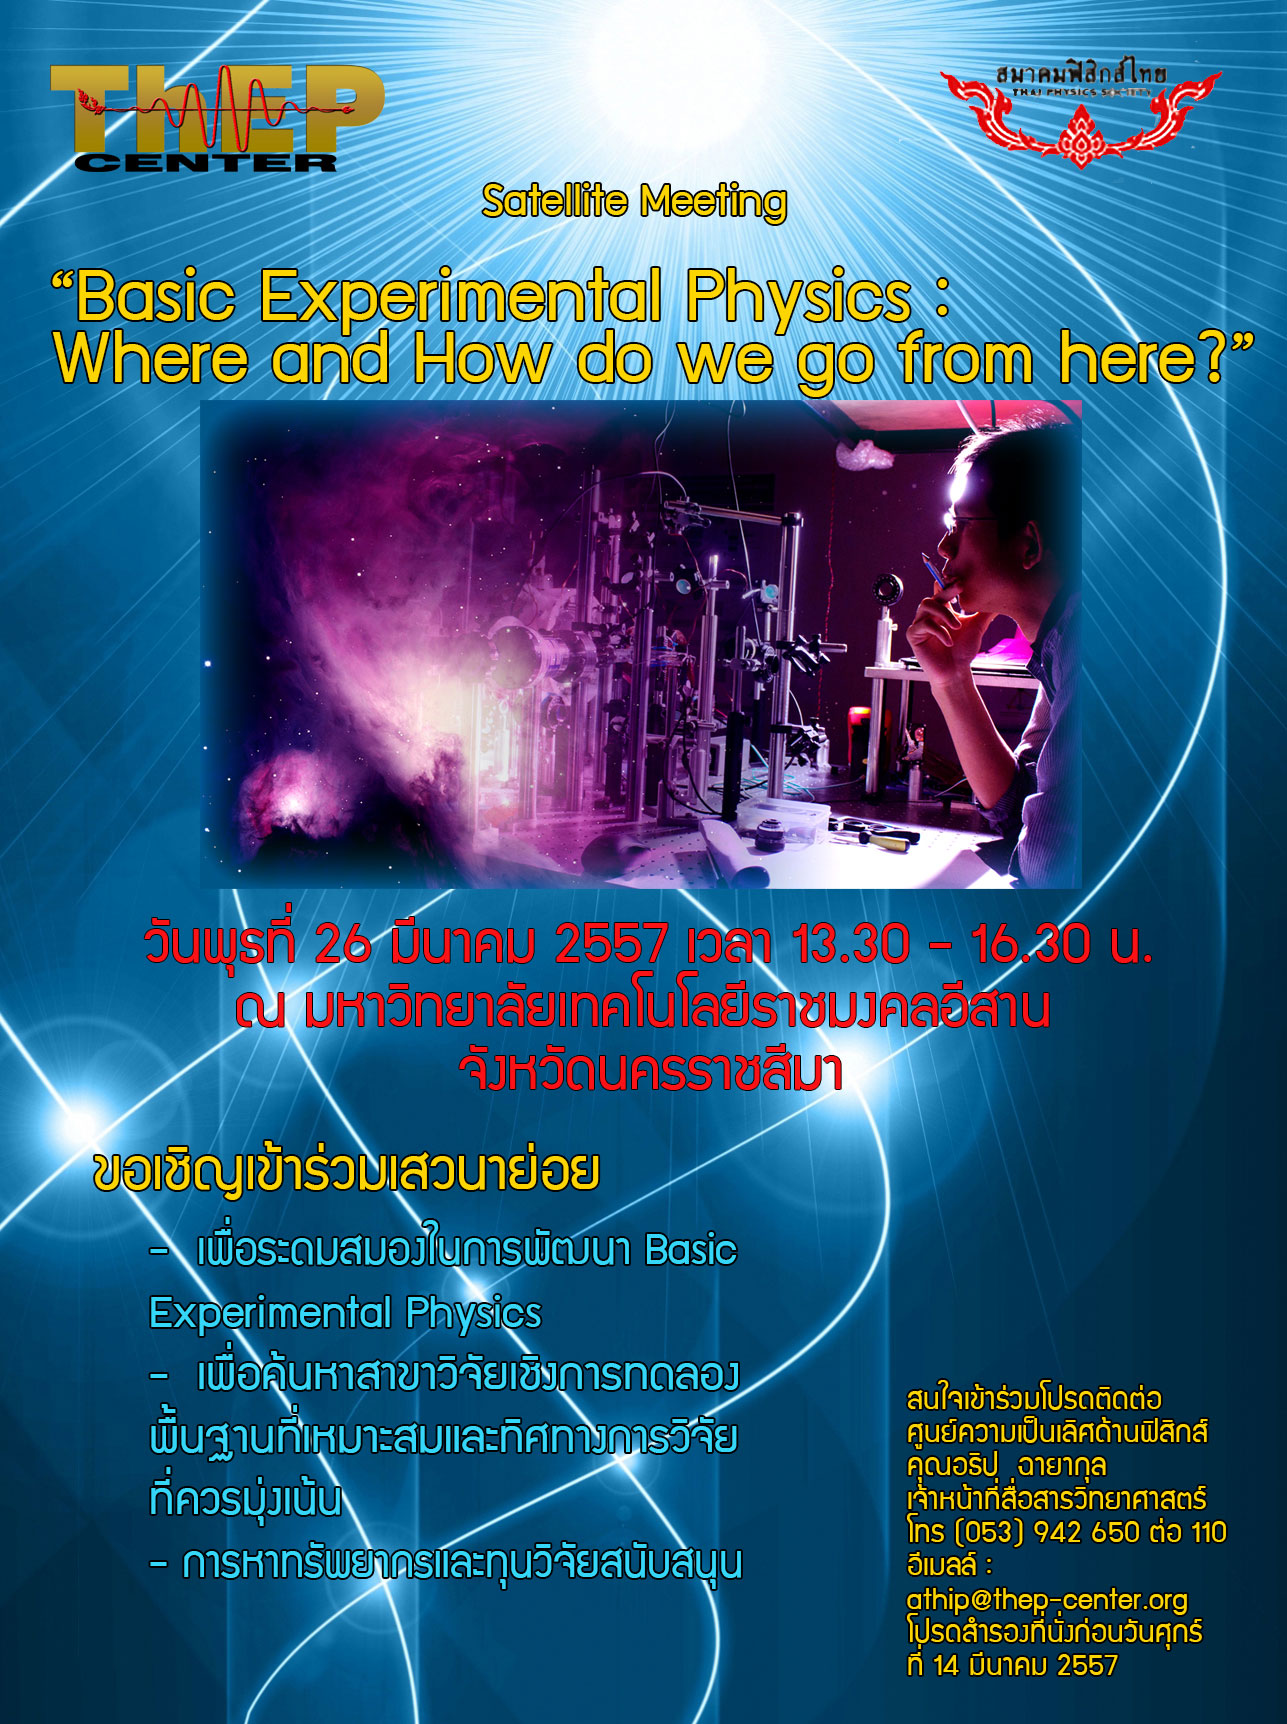 ThEP
CENTER
สมาคมฟิสิกส์ไทย
THAI PHYSICS SOCIETY
Satellite Meeting
“Basic Experimental Physics :
Where and How do we go from here?”
วันพุธที่ 26 มีนาคม 2557 เวลา 13.30 - 16.30 น.
ณ มหาวิทยาลัยเทคโนโลยีราชมงคลอีสาน
จังหวัดนครราชสีมา
ขอเชิญเข้าร่วมเสวนาย่อย
- เพื่อระดมสมองในการพัฒนา Basic
Experimental Physics
- เพื่อค้นหาสาขาวิจัยเชิงการทดลอง
พื้นฐานที่เหมาะสมและทิศทางการวิจัย
ที่ควรมุ่งเน้น
- การหาทรัพยากรและทุนวิจัยสนับสนุน
สนใจเข้าร่วมโปรดติดต่อ
ศูนย์ความเป็นเลิศด้านฟิสิกส์
คุณอธิป ฉายากุล
เจ้าหน้าที่สื่อสารวิทยาศาสตร์
โทร (053) 942 650 ต่อ 110
อีเมลล์ :
athip@thep-center.org
โปรดสำรองที่นั่งก่อนวันศุกร์
ที่ 14 มีนาคม 2557